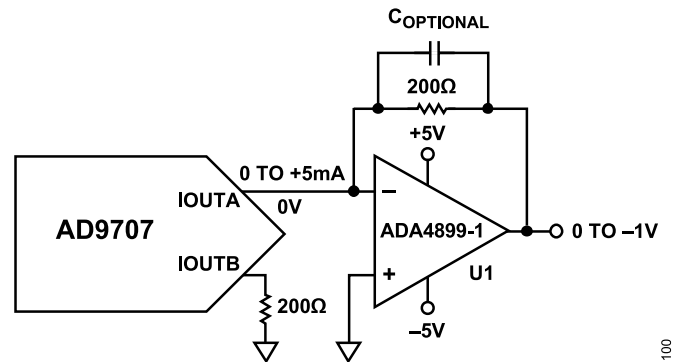 COPTIONAL
200Ω
+5V
0 TO +5mA
IOUTA
0V
–
AD9707
ADA4899-1
0 TO –1V
IOUTB
+
U1
200Ω
–5V
100